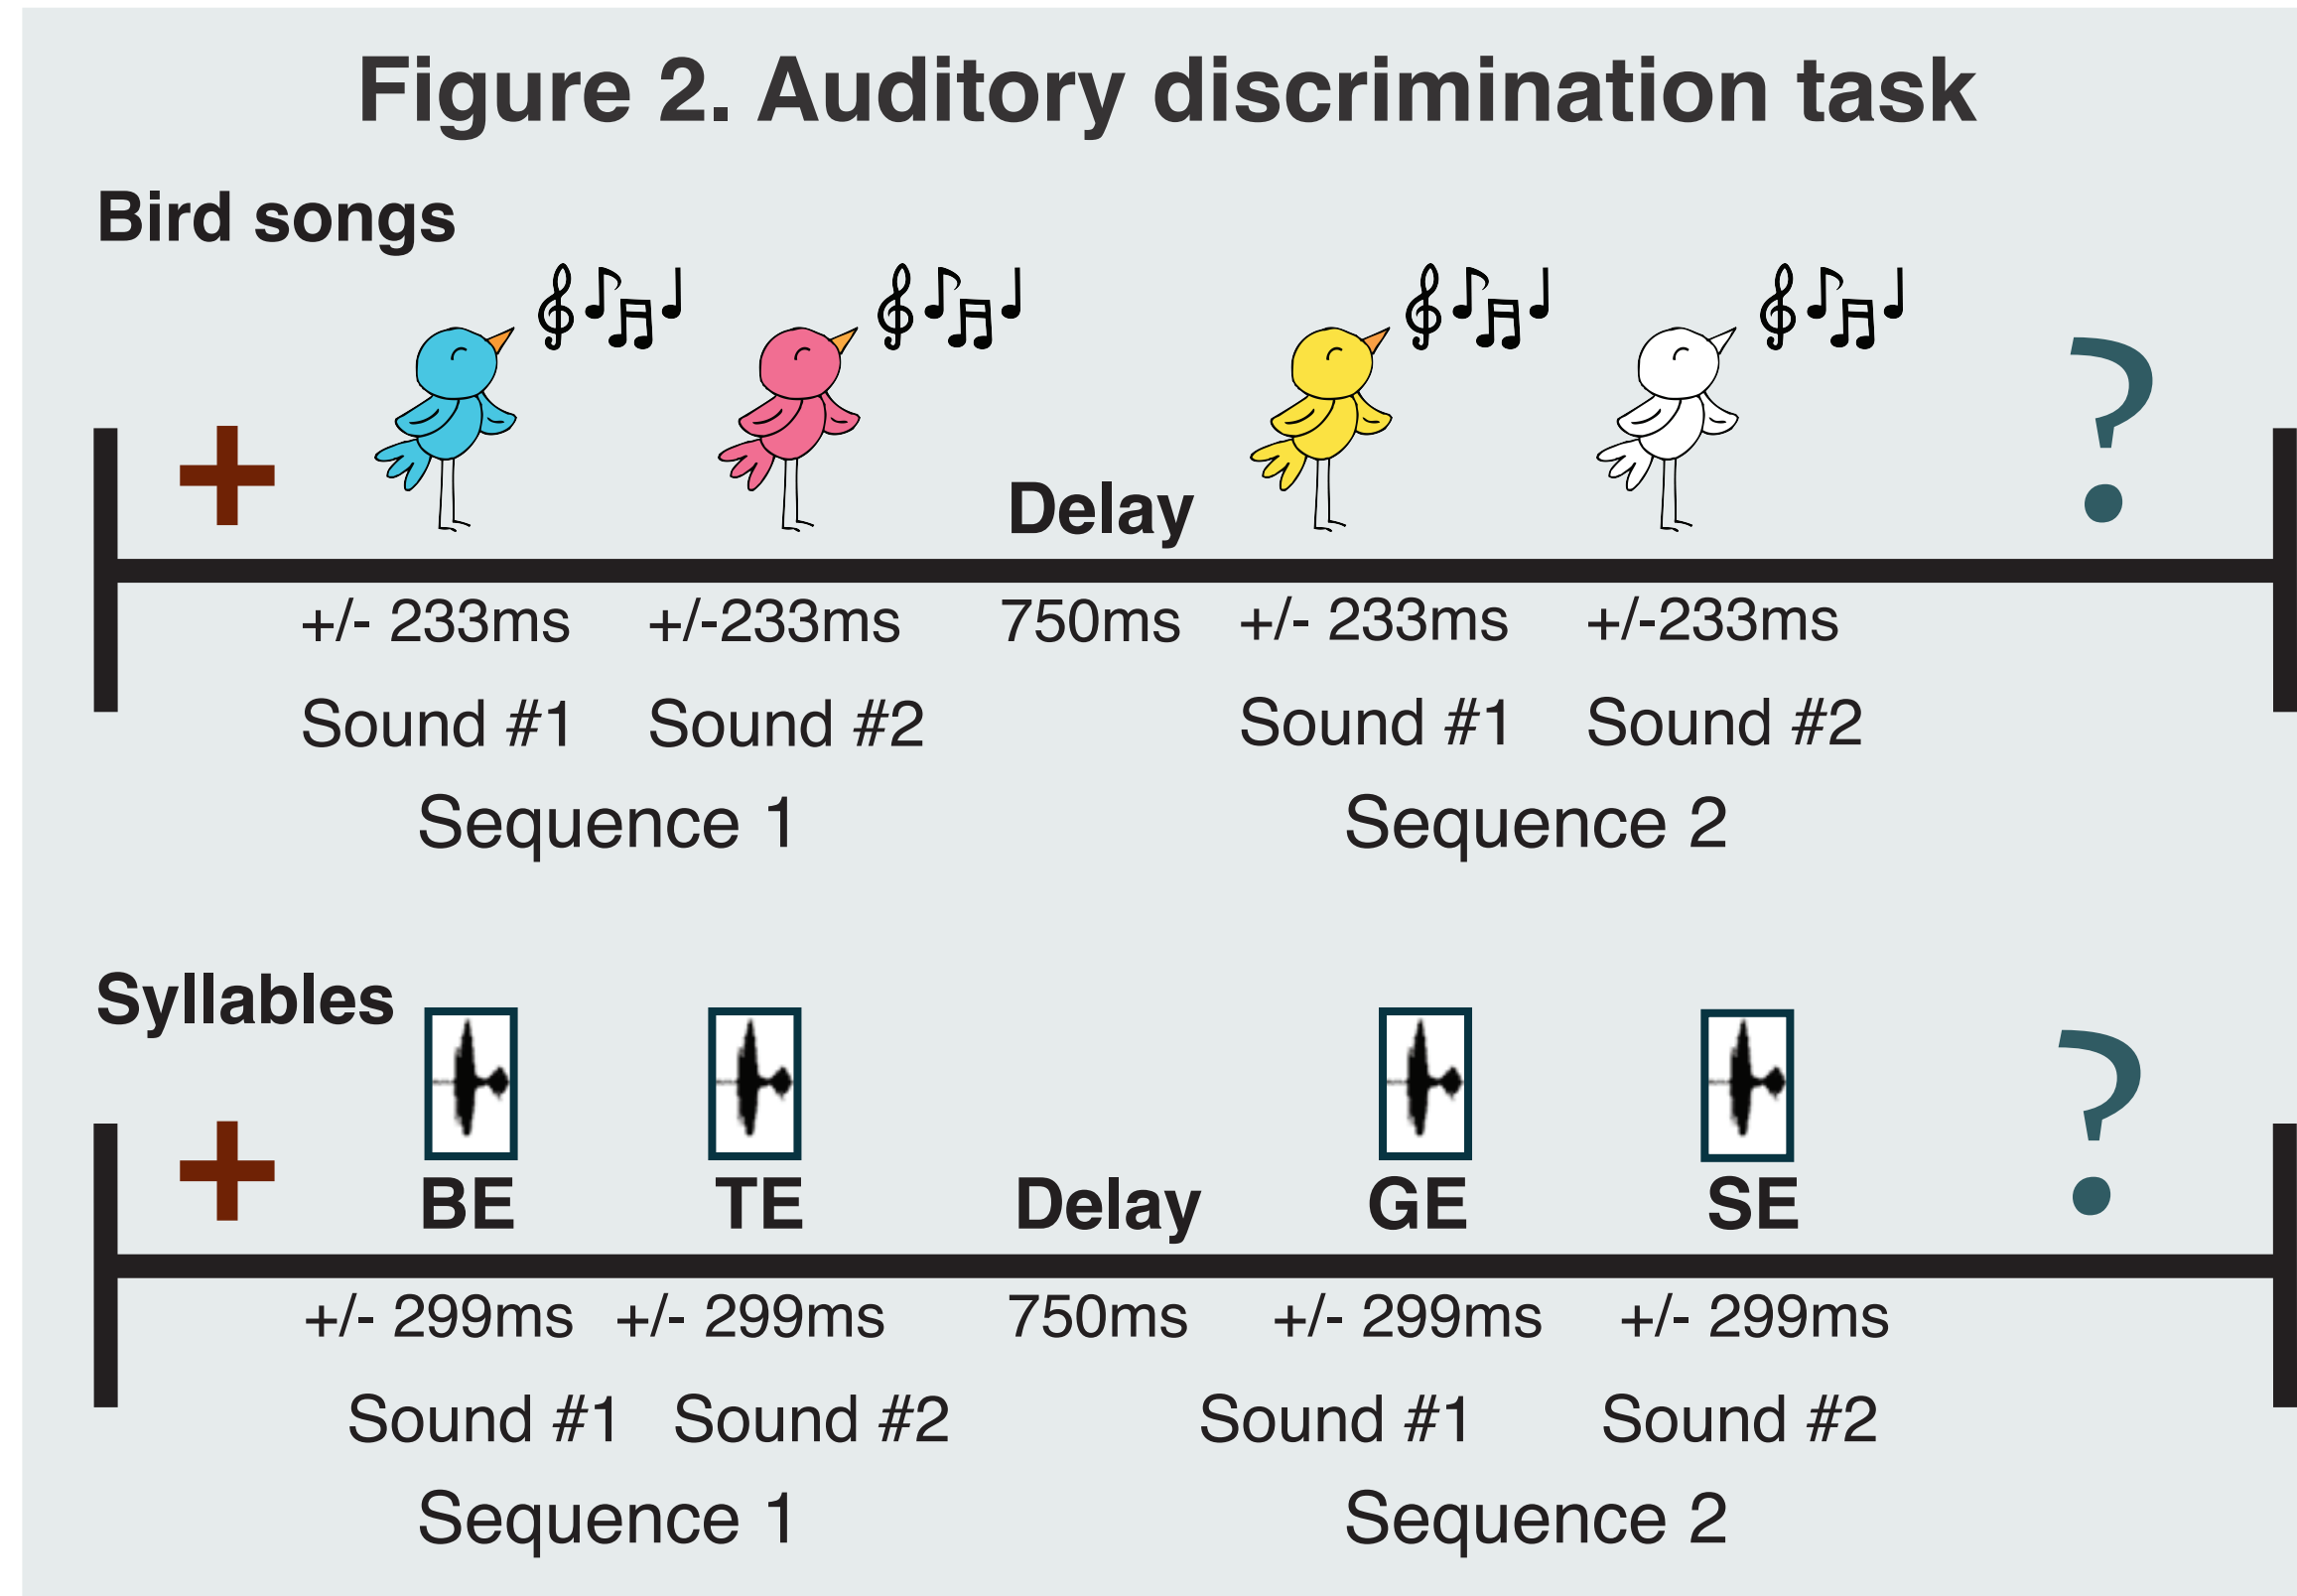 Figure 2. Auditory discrimination task
Bird songs
+ Delay ?
+/- 233ms +/-233ms 750ms +/- 233ms +/-233ms
Sound #1 Sound #2 Sound #1 Sound #2
Sequence 1 Sequence 2
Syllables
+ BE TE Delay GE SE ?
+/- 299ms +/- 299ms 750ms +/- 299ms +/- 299ms
Sound #1 Sound #2 Sound #1 Sound #2
Sequence 1 Sequence 2